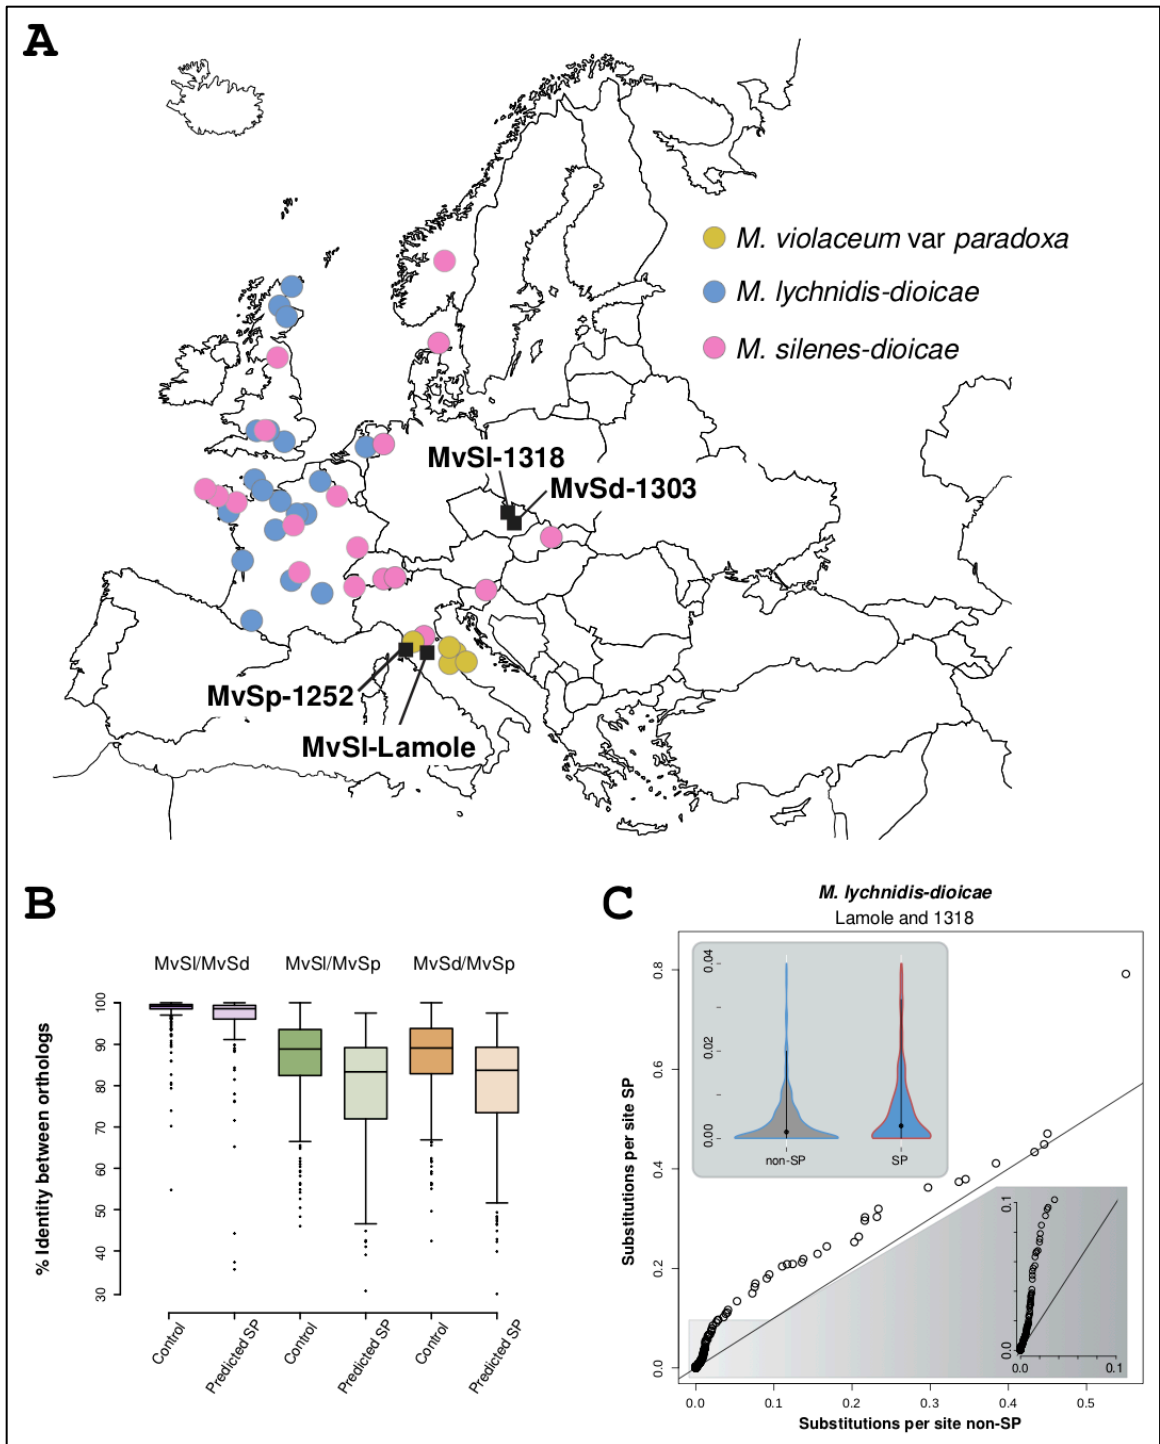 A
M. violaceum var paradoxa
M. lychnidis-dioicae
M. silenes-dioicae
MvSl-1318
MvSd-1303
MvSp-1252
MvSl-Lamole
B
MvSl/MvSd
MvSl/MvSp
MvSd/MvSp
% Identity between orthologs
100
90
80
70
60
50
40
30
Control
Predicted SP
Control
Predicted SP
Control
Predicted SP
C
M. lychnidis-dioicae
Lamole and 1318
Substitutions per site SP
0.8
0.6
0.4
0.2
0.0
0.04
0.02
0.00
non-SP
SP
0.1
0.0
0.0
0.1
0.0
0.1
0.2
0.3
0.4
0.5
Substitutions per site non-SP